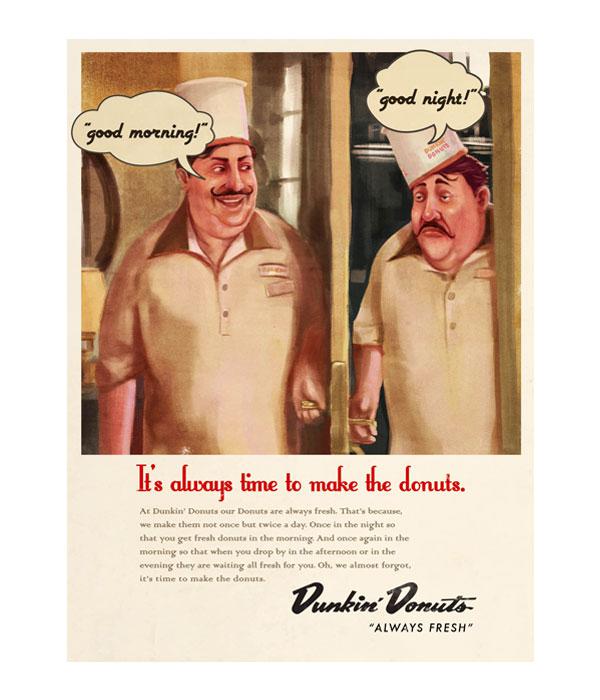 "good morning!"
"good night!"
DUNKIN' DONUTS
It's always time to make the donuts.
At Dunkin' Donuts our Donuts are always fresh. That's because,
we make them not once but twice a day. Once in the night so
that you get fresh donuts in the morning. And once again in the
morning so that when you drop by in the afternoon or in the
evening they are waiting all fresh for you. Oh, we almost forgot,
it's time to make the donuts.
Dunkin' Donuts
"ALWAYS FRESH"